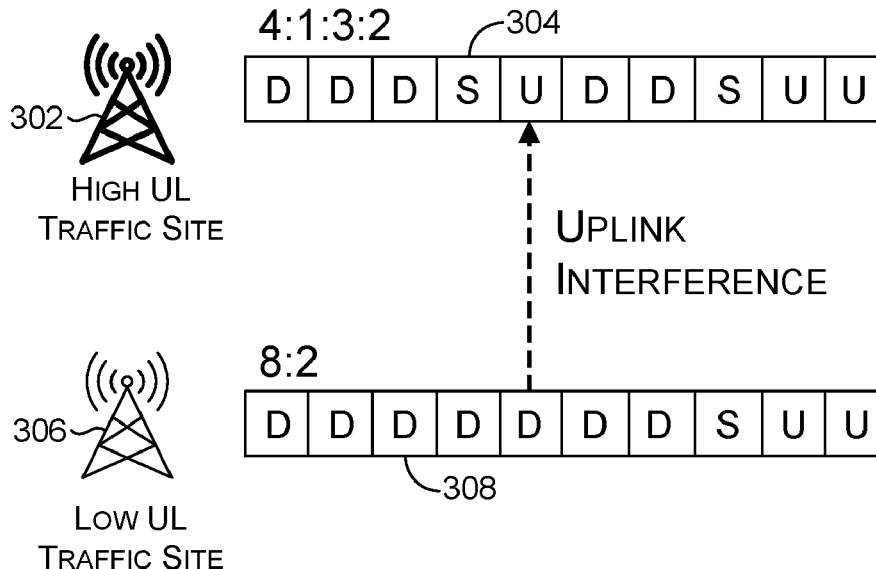 4:1:3:2
304
D D D S U D D S U U
302
HIGH UL
TRAFFIC SITE
UPLINK
INTERFERENCE
8:2
D D D D D D D S U U
306
308
LOW UL
TRAFFIC SITE